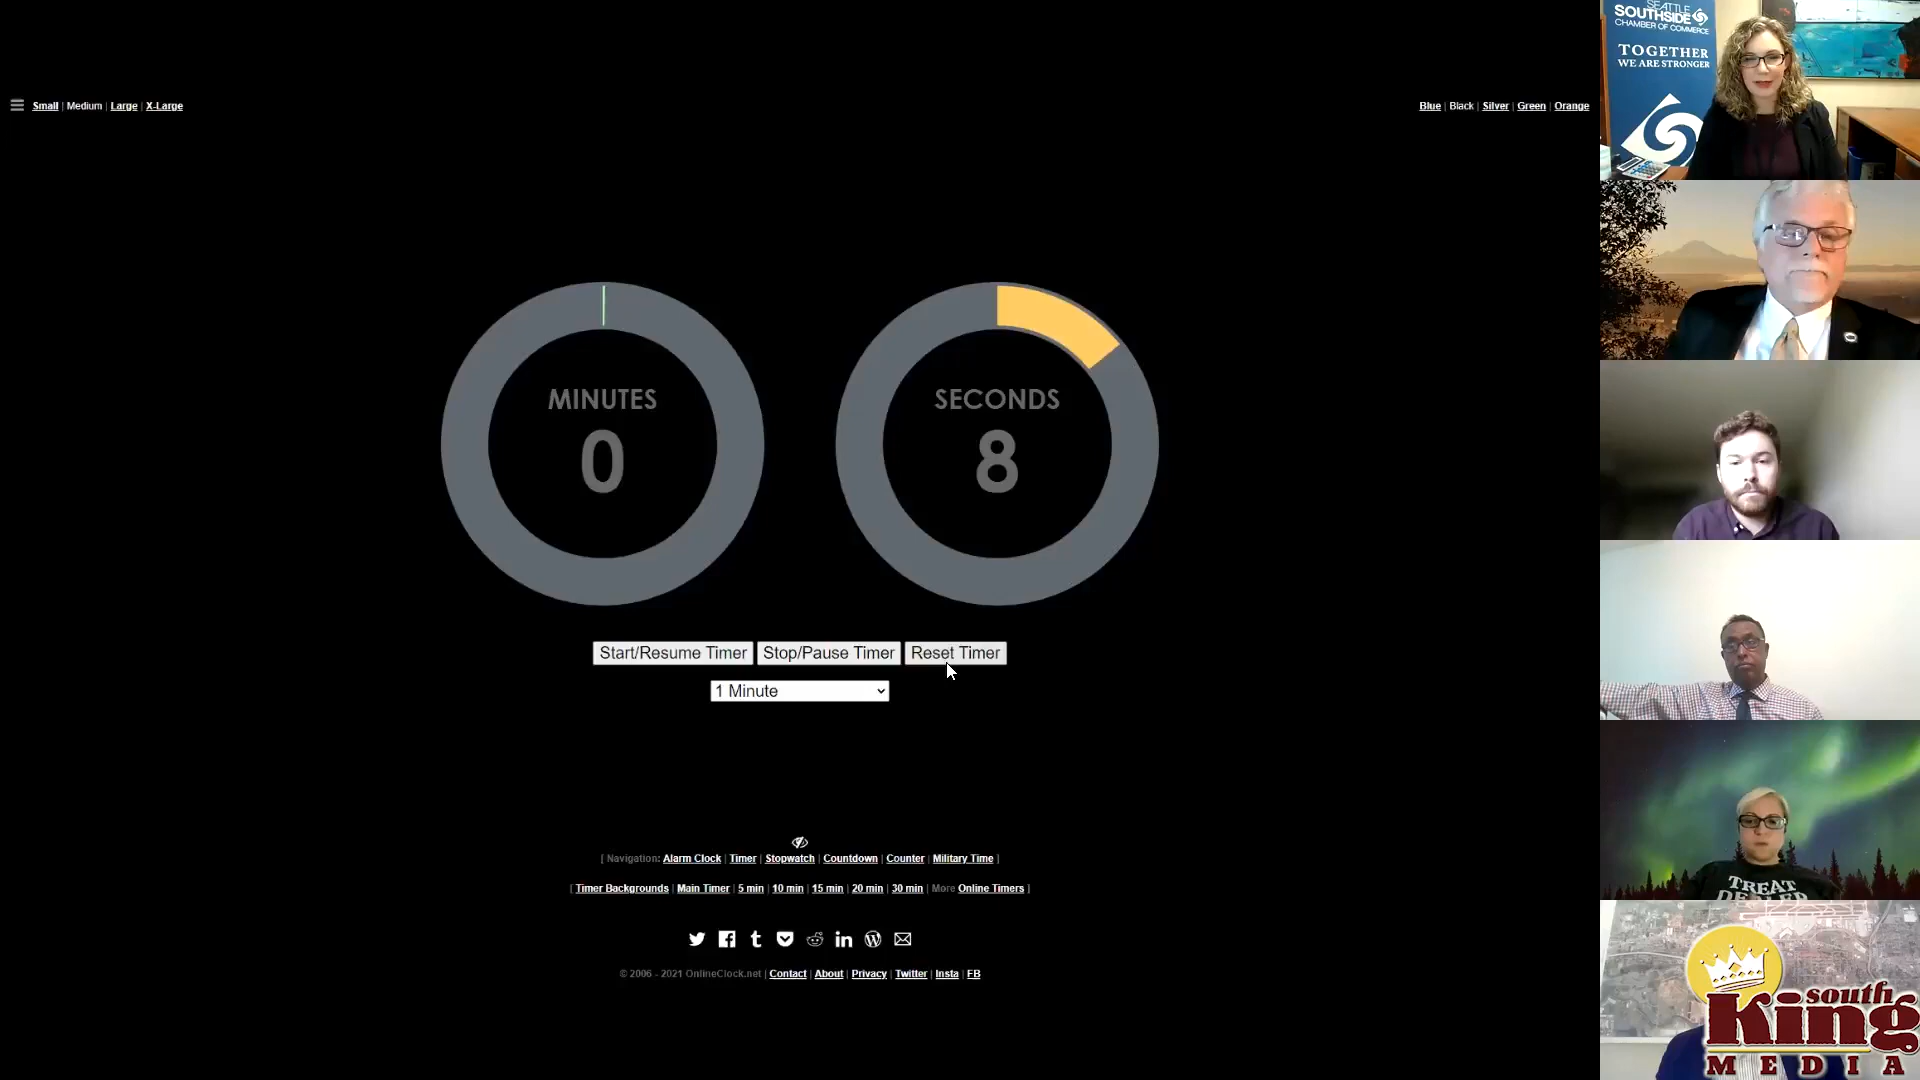 Small | Medium | Large | X-Large
Blue | Black | Silver | Green | Orange
MINUTES
0
SECONDS
8
Start/Resume Timer
Stop/Pause Timer
Reset Timer
1 Minute
[ Navigation: Alarm Clock | Timer | Stopwatch | Countdown | Counter | Military Time ]
[ Timer Backgrounds | Main Timer | 5 min | 10 min | 15 min | 20 min | 30 min | More Online Timers ]
© 2006 - 2021 OnlineClock.net | Contact | About | Privacy | Twitter | Insta | FB
SEATTLE
SOUTHSIDE
CHAMBER OF COMMERCE
TOGETHER
WE ARE STRONGER
TREAT
south
King
MEDIA